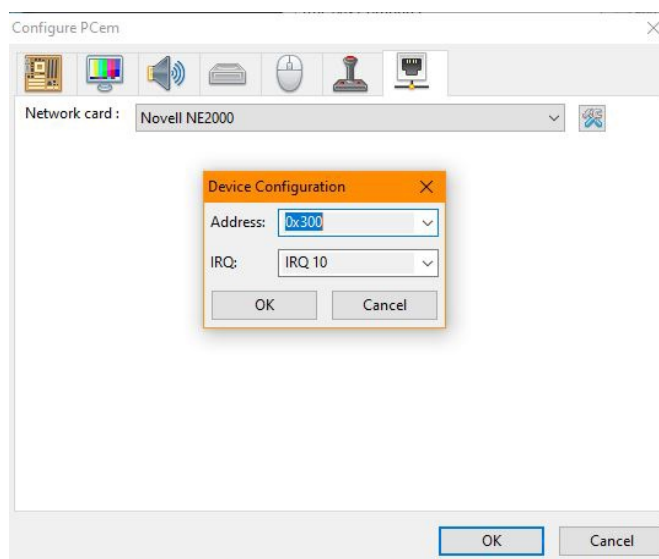 Configure PCem
Network card :
Novell NE2000
Device Configuration
Address:
0x300
IRQ:
IRQ 10
OK
Cancel
OK
Cancel